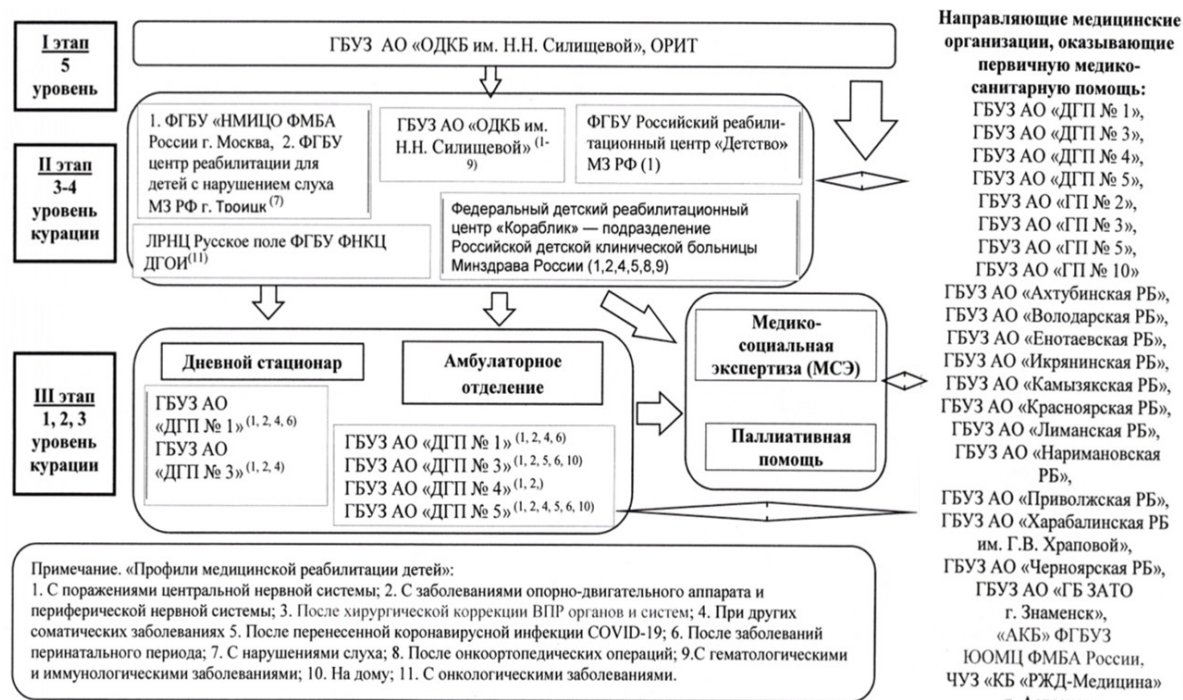 I этап
5
уровень
ГБУЗ АО «ОДКБ им. Н.Н. Силищевой», ОРИТ
II этап
3-4
уровень
курации
1. ФГБУ «НМИЦО ФМБА
России г. Москва, 2. ФГБУ
центр реабилитации для
детей с нарушением слуха
МЗ РФ г. Троицк (7)
ГБУЗ АО «ОДКБ им.
Н.Н. Силищевой» (1-
9)
ФГБУ Российский реабили-
тационный центр «Детство»
МЗ РФ (1)
ЛРНЦ Русское поле ФГБУ ФНКЦ
ДГОИ(11)
Федеральный детский реабилитационный
центр «Кораблик» — подразделение
Российской детской клинической больницы
Минздрава России (1,2,4,5,8,9)
III этап
1, 2, 3
уровень
курации
Дневной стационар
ГБУЗ АО
«ДГП № 1»(1, 2, 4, 6)
ГБУЗ АО
«ДГП № 3»(1, 2, 4)
Амбулаторное
отделение
ГБУЗ АО «ДГП № 1» (1, 2, 4, 6)
ГБУЗ АО «ДГП № 3»(1, 2, 5, 6, 10)
ГБУЗ АО «ДГП № 4»(1, 2,)
ГБУЗ АО «ДГП № 5»(1, 2, 4, 5, 6, 10)
Медико-
социальная
экспертиза (МСЭ)
Паллиативная
помощь
Примечание. «Профили медицинской реабилитации детей»:
1. С поражениями центральной нервной системы; 2. С заболеваниями опорно-двигательного аппарата и
периферической нервной системы; 3. После хирургической коррекции ВПР органов и систем; 4. При других
соматических заболеваниях 5. После перенесенной коронавирусной инфекции COVID-19; 6. После заболеваний
перинатального периода; 7. С нарушениями слуха; 8. После онкоортопедических операций; 9.С гематологическими
и иммунологическими заболеваниями; 10. На дому; 11. С онкологическими заболеваниями.
Направляющие медицинские
организации, оказывающие
первичную медико-
санитарную помощь:
ГБУЗ АО «ДГП № 1»,
ГБУЗ АО «ДГП № 3»,
ГБУЗ АО «ДГП № 4»,
ГБУЗ АО «ДГП № 5»,
ГБУЗ АО «ГП № 2»,
ГБУЗ АО «ГП № 3»,
ГБУЗ АО «ГП № 5»,
ГБУЗ АО «ГП № 10»
ГБУЗ АО «Ахтубинская РБ»,
ГБУЗ АО «Володарская РБ»,
ГБУЗ АО «Енотаевская РБ»,
ГБУЗ АО «Икрянинская РБ»,
ГБУЗ АО «Камызякская РБ»,
ГБУЗ АО «Красноярская РБ»,
ГБУЗ АО «Лиманская РБ»,
ГБУЗ АО «Наримановская
РБ»,
ГБУЗ АО «Приволжская РБ»,
ГБУЗ АО «Харабалинская РБ
им. Г.В. Храповой»,
ГБУЗ АО «Черноярская РБ»,
ГБУЗ АО «ГБ ЗАТО
г. Знаменск»,
«АКБ» ФГБУЗ
ЮОМЦ ФМБА России,
ЧУЗ «КБ «РЖД-Медицина»